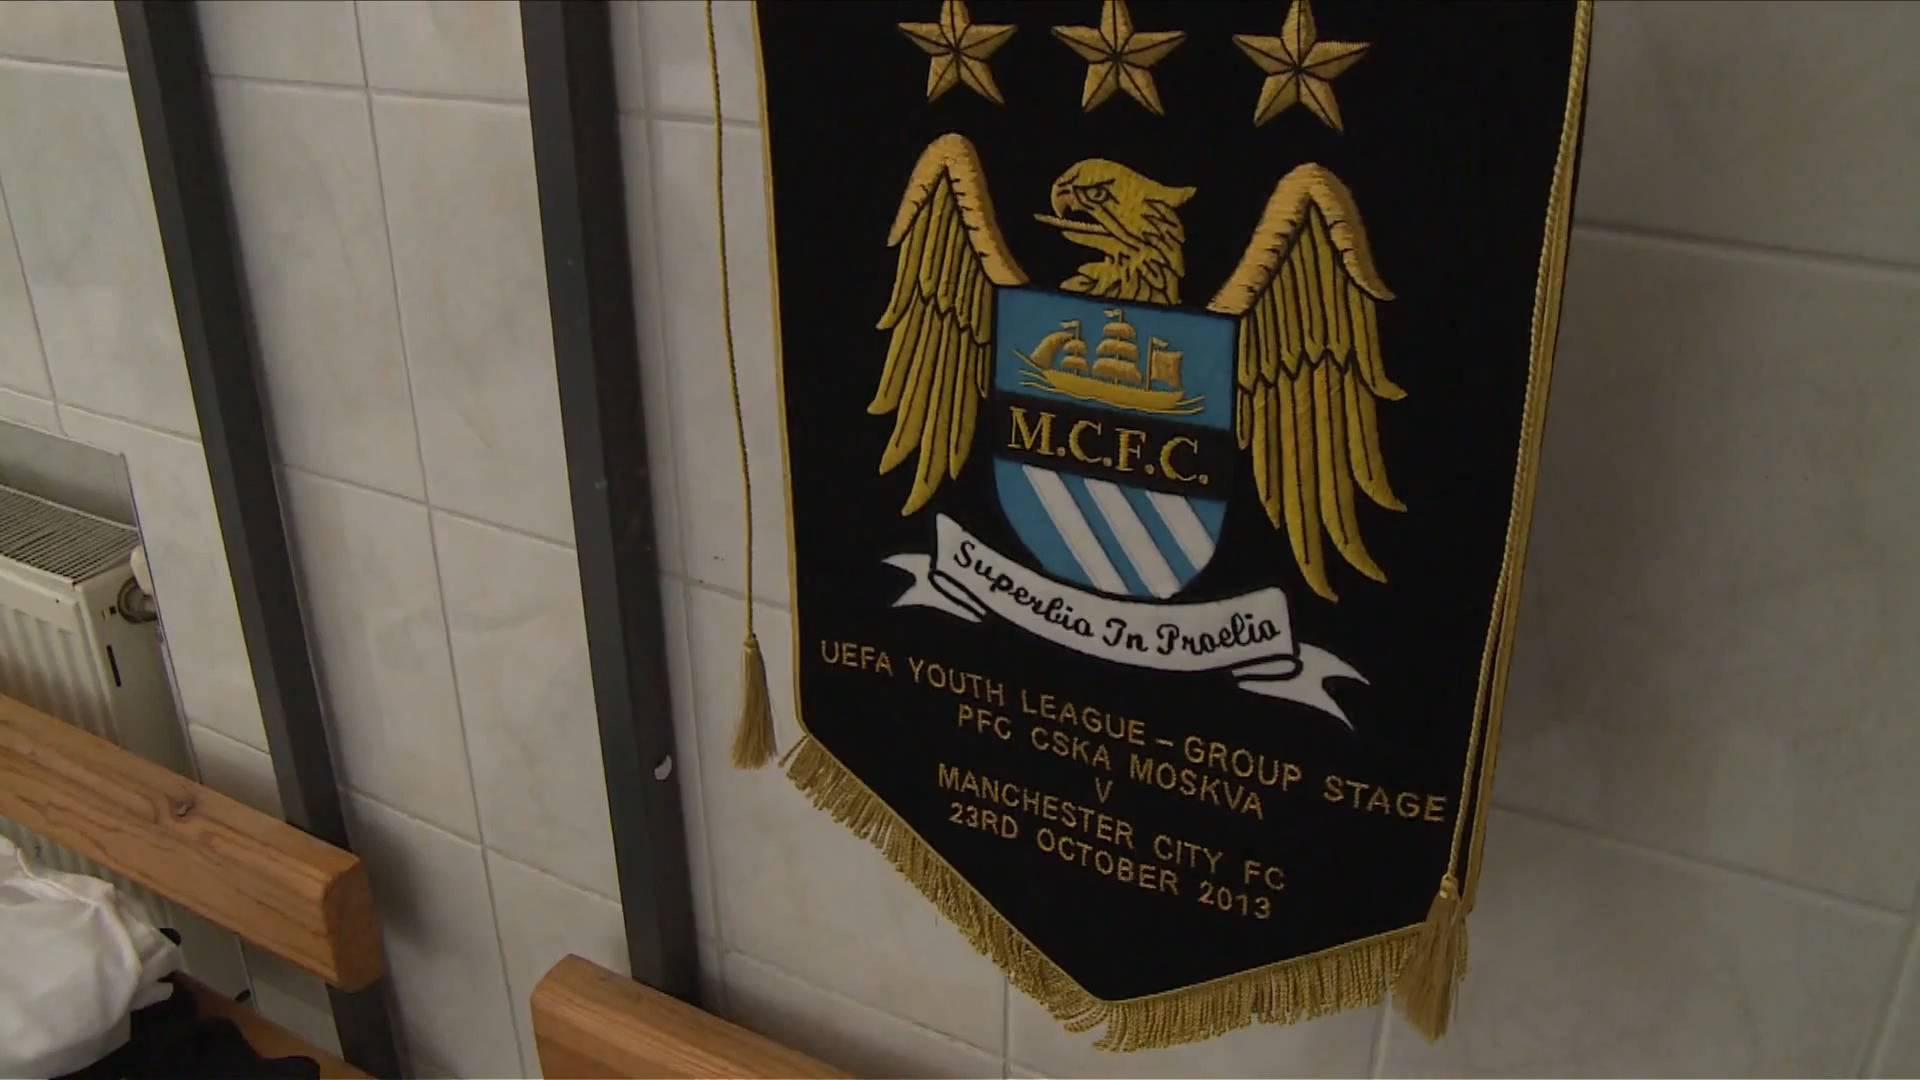 M.C.F.C.
Superbia In Proelio
UEFA YOUTH LEAGUE – GROUP STAGE
PFC CSKA MOSKVA
V
MANCHESTER CITY FC
23RD OCTOBER 2013